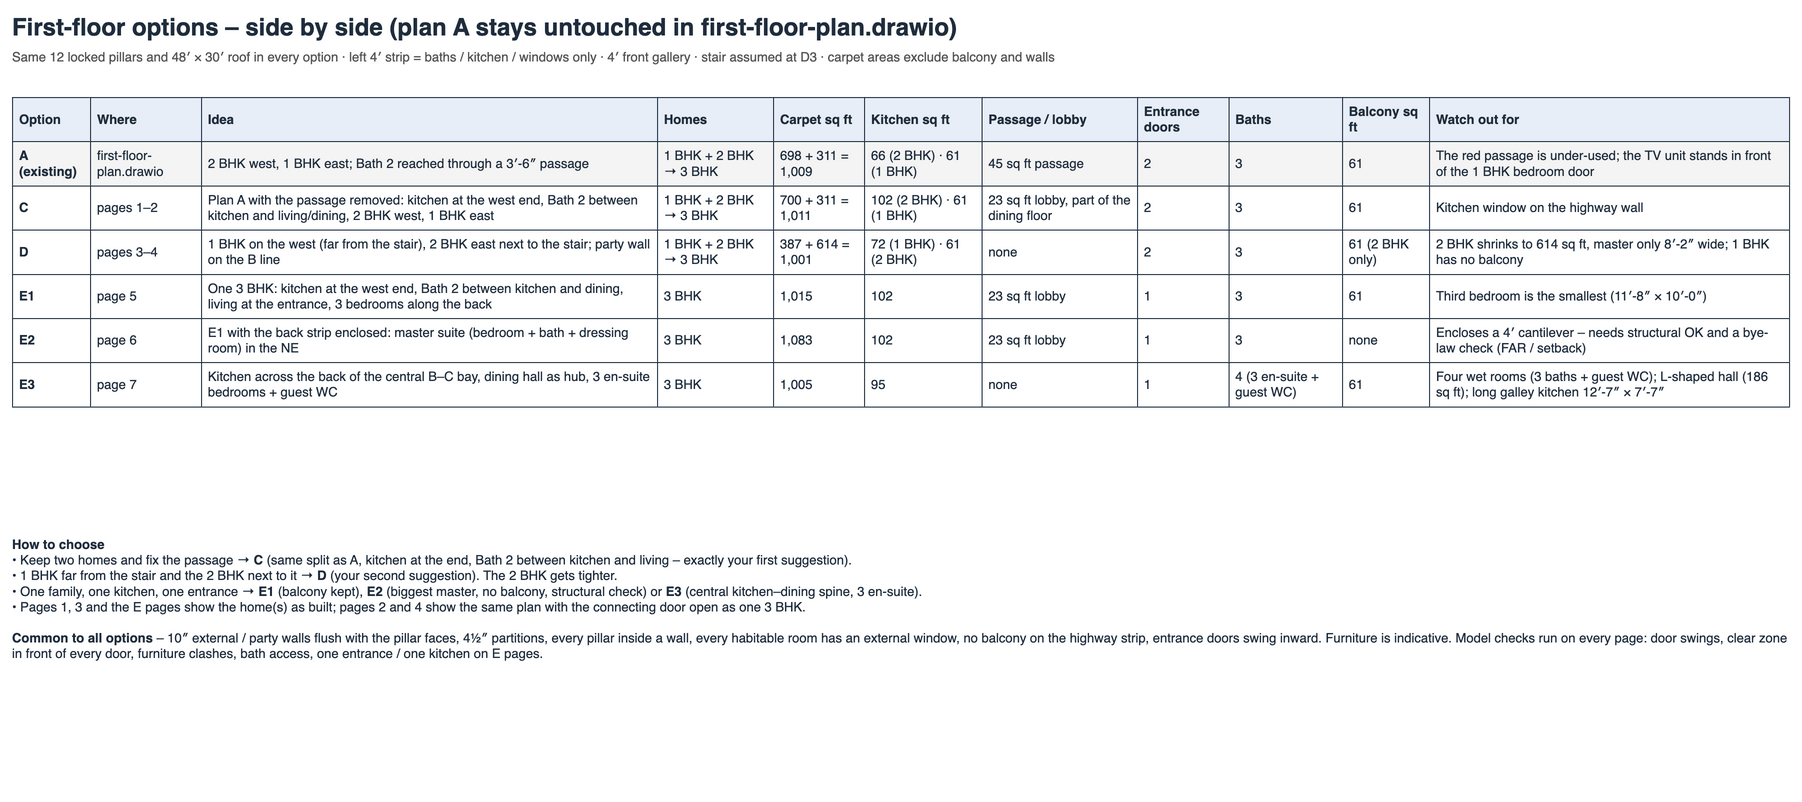 First-floor options – side by side (plan A stays untouched in first-floor-plan.drawio)
Same 12 locked pillars and 48′ × 30′ roof in every option · left 4′ strip = baths / kitchen / windows only · 4′ front gallery · stair assumed at D3 · carpet areas exclude balcony and walls
Option
Where
Idea
Homes
Carpet sq ft
Kitchen sq ft
Passage / lobby
Entrance
doors
Baths
Balcony sq
ft
Watch out for
A
(existing)
first-floor-
plan.drawio
2 BHK west, 1 BHK east; Bath 2 reached through a 3′-6″ passage
1 BHK + 2 BHK
→ 3 BHK
698 + 311 =
1,009
66 (2 BHK) · 61
(1 BHK)
45 sq ft passage
2
3
61
The red passage is under-used; the TV unit stands in front
of the 1 BHK bedroom door
C
pages 1–2
Plan A with the passage removed: kitchen at the west end, Bath 2 between
kitchen and living/dining, 2 BHK west, 1 BHK east
1 BHK + 2 BHK
→ 3 BHK
700 + 311 =
1,011
102 (2 BHK) · 61
(1 BHK)
23 sq ft lobby, part of the
dining floor
2
3
61
Kitchen window on the highway wall
D
pages 3–4
1 BHK on the west (far from the stair), 2 BHK east next to the stair; party wall
on the B line
1 BHK + 2 BHK
→ 3 BHK
387 + 614 =
1,001
72 (1 BHK) · 61
(2 BHK)
none
2
3
61 (2 BHK
only)
2 BHK shrinks to 614 sq ft, master only 8′-2″ wide; 1 BHK
has no balcony
E1
page 5
One 3 BHK: kitchen at the west end, Bath 2 between kitchen and dining,
living at the entrance, 3 bedrooms along the back
3 BHK
1,015
102
23 sq ft lobby
1
3
61
Third bedroom is the smallest (11′-8″ × 10′-0″)
E2
page 6
E1 with the back strip enclosed: master suite (bedroom + bath + dressing
room) in the NE
3 BHK
1,083
102
23 sq ft lobby
1
3
none
Encloses a 4′ cantilever – needs structural OK and a bye-
law check (FAR / setback)
E3
page 7
Kitchen across the back of the central B–C bay, dining hall as hub, 3 en-suite
bedrooms + guest WC
3 BHK
1,005
95
none
1
4 (3 en-suite +
guest WC)
61
Four wet rooms (3 baths + guest WC); L-shaped hall (186
sq ft); long galley kitchen 12′-7″ × 7′-7″
How to choose
• Keep two homes and fix the passage → C (same split as A, kitchen at the end, Bath 2 between kitchen and living – exactly your first suggestion).
• 1 BHK far from the stair and the 2 BHK next to it → D (your second suggestion). The 2 BHK gets tighter.
• One family, one kitchen, one entrance → E1 (balcony kept), E2 (biggest master, no balcony, structural check) or E3 (central kitchen–dining spine, 3 en-suite).
• Pages 1, 3 and the E pages show the home(s) as built; pages 2 and 4 show the same plan with the connecting door open as one 3 BHK.
Common to all options – 10″ external / party walls flush with the pillar faces, 4½″ partitions, every pillar inside a wall, every habitable room has an external window, no balcony on the highway strip, entrance doors swing inward. Furniture is indicative. Model checks run on every page: door swings, clear zone
in front of every door, furniture clashes, bath access, one entrance / one kitchen on E pages.